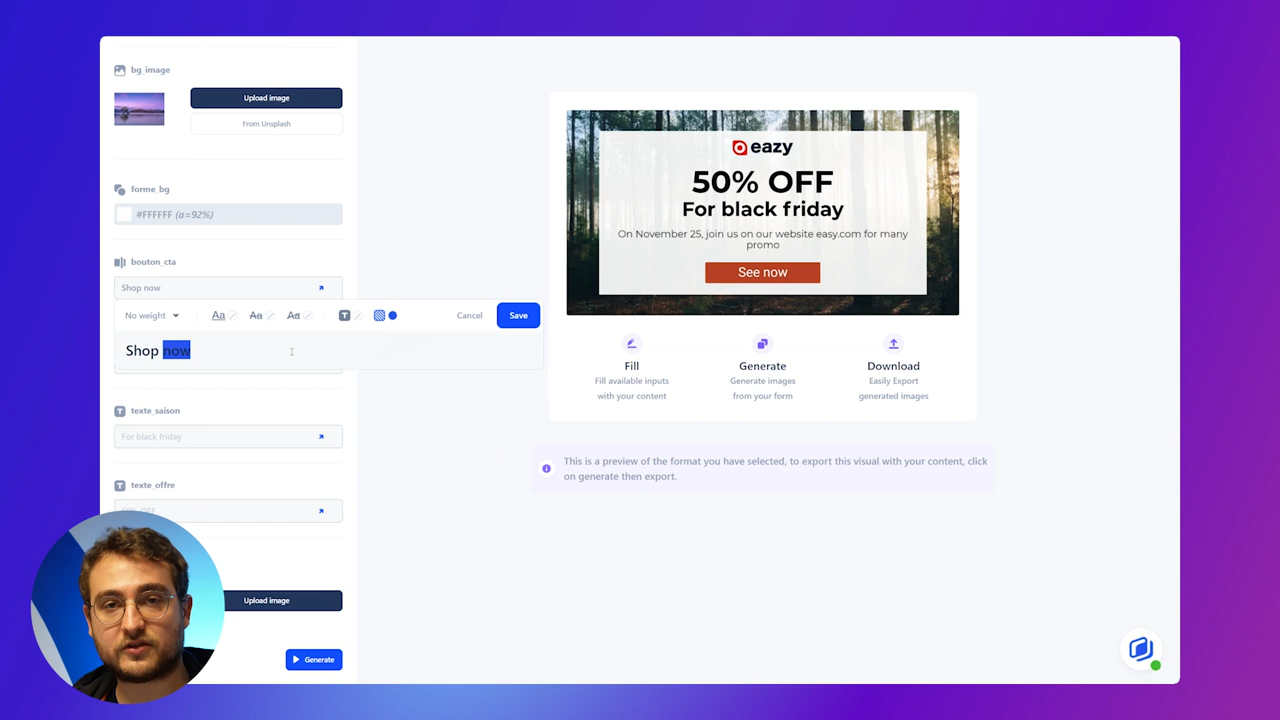 bg_image
Upload image
From Unsplash
forme_bg
#FFFFFF (a=92%)
bouton_cta
Shop now
No weight
Aa
Aa
Aa
T
Cancel
Save
Shop now
texte_saison
For black friday
texte_offre
50% OFF
Upload image
Generate
eazy
50% OFF
For black friday
On November 25, join us on our website easy.com for many
promo
See now
Fill
Fill available inputs
with your content
Generate
Generate images
from your form
Download
Easily Export
generated images
This is a preview of the format you have selected, to export this visual with your content, click
on generate then export.